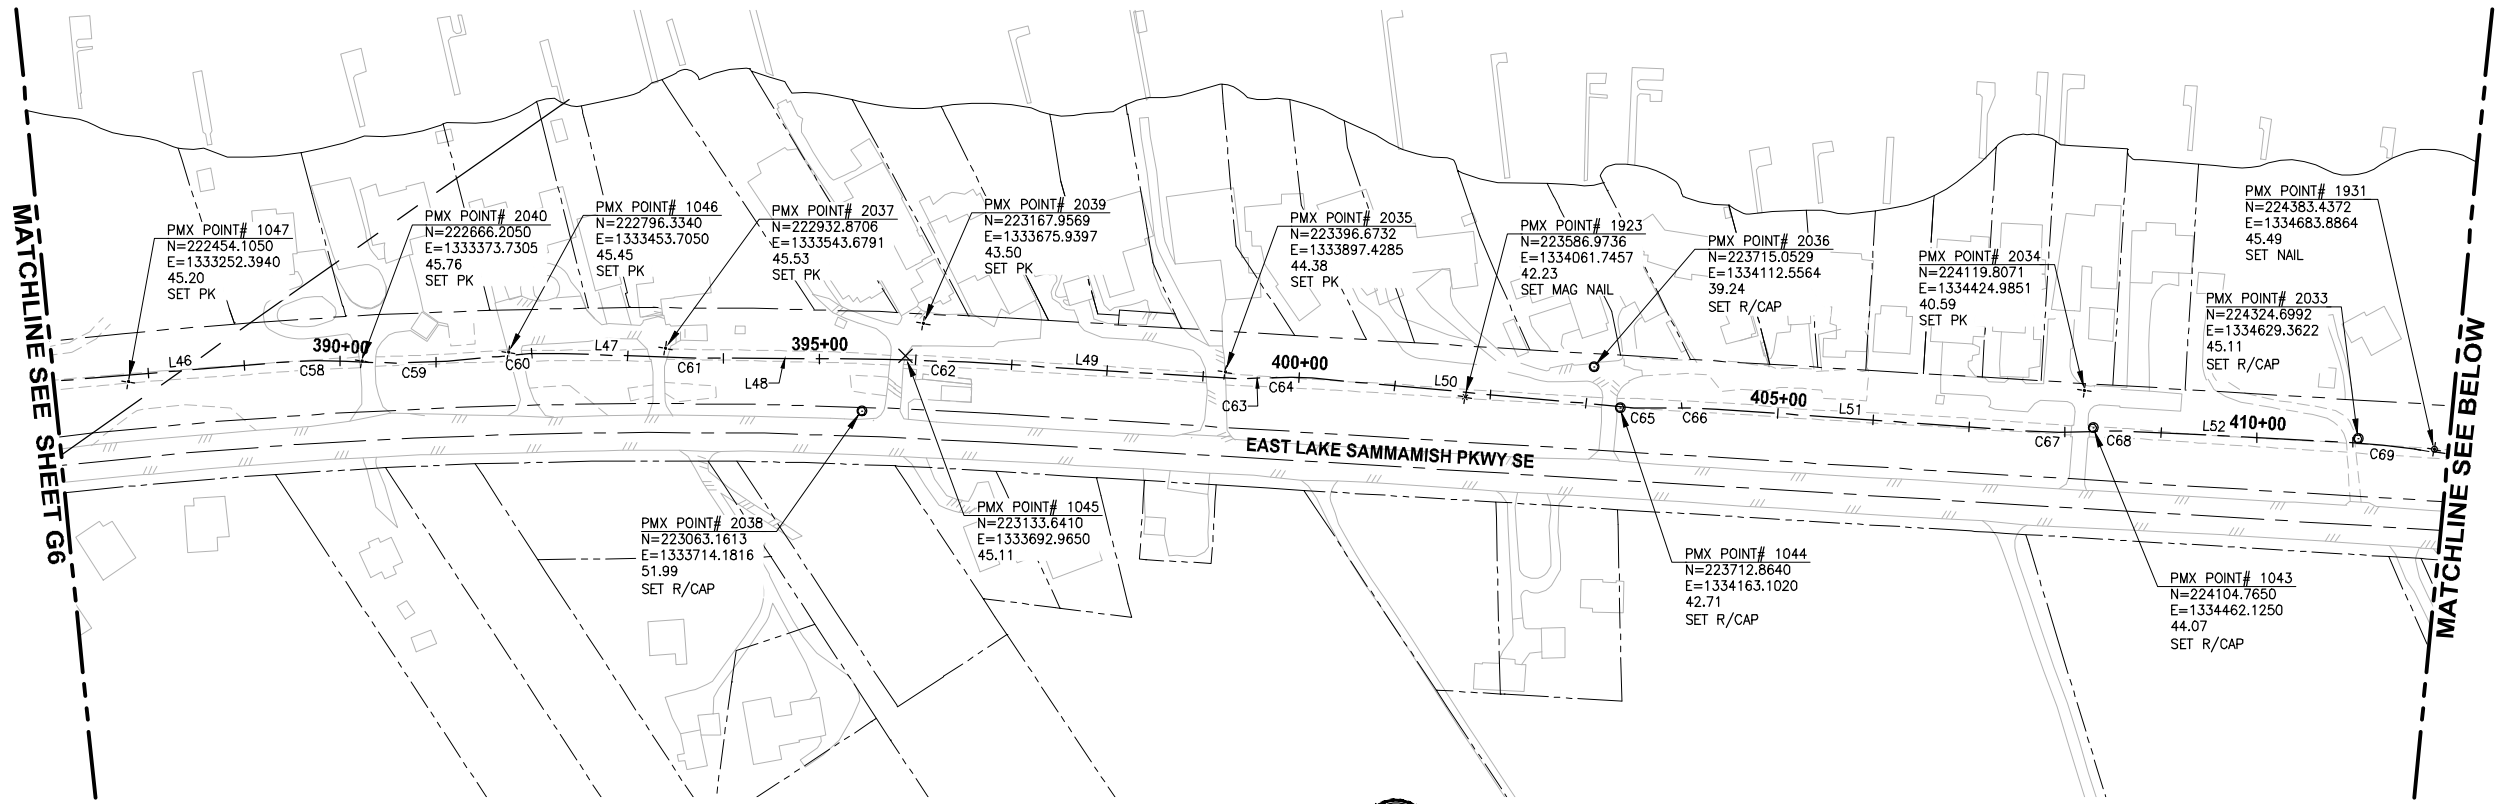 MATCHLINE SEE SHEET G6
PMX POINT# 1047
N=222454.1050
E=1333252.3940
45.20
SET PK
PMX POINT# 2040
N=222666.2050
E=1333373.7305
45.76
SET PK
PMX POINT# 1046
N=222796.3340
E=1333453.7050
45.45
SET PK
PMX POINT# 2037
N=222932.8706
E=1333543.6791
45.53
SET PK
PMX POINT# 2039
N=223167.9569
E=1333675.9397
43.50
SET PK
PMX POINT# 2035
N=223396.6732
E=1333897.4285
44.38
SET PK
PMX POINT# 1923
N=223586.9736
E=1334061.7457
42.23
SET MAG NAIL
PMX POINT# 2036
N=223715.0529
E=1334112.5564
39.24
SET R/CAP
PMX POINT# 2034
N=224119.8071
E=1334424.9851
40.59
SET PK
PMX POINT# 1931
N=224383.4372
E=1334683.8864
45.49
SET NAIL
PMX POINT# 2033
N=224324.6992
E=1334629.3622
45.11
SET R/CAP
L46
390+00
C58
C59
C60
L47
C61
395+00
L48
C62
L49
400+00
C63
C64
L50
C65
C66
405+00
L51
C67
C68
L52
410+00
C69
EAST LAKE SAMMAMISH PKWY SE
PMX POINT# 2038
N=223063.1613
E=1333714.1816
51.99
SET R/CAP
PMX POINT# 1045
N=223133.6410
E=1333692.9650
45.11
PMX POINT# 1044
N=223712.8640
E=1334163.1020
42.71
SET R/CAP
PMX POINT# 1043
N=224104.7650
E=1334462.1250
44.07
SET R/CAP
MATCHLINE SEE BELOW